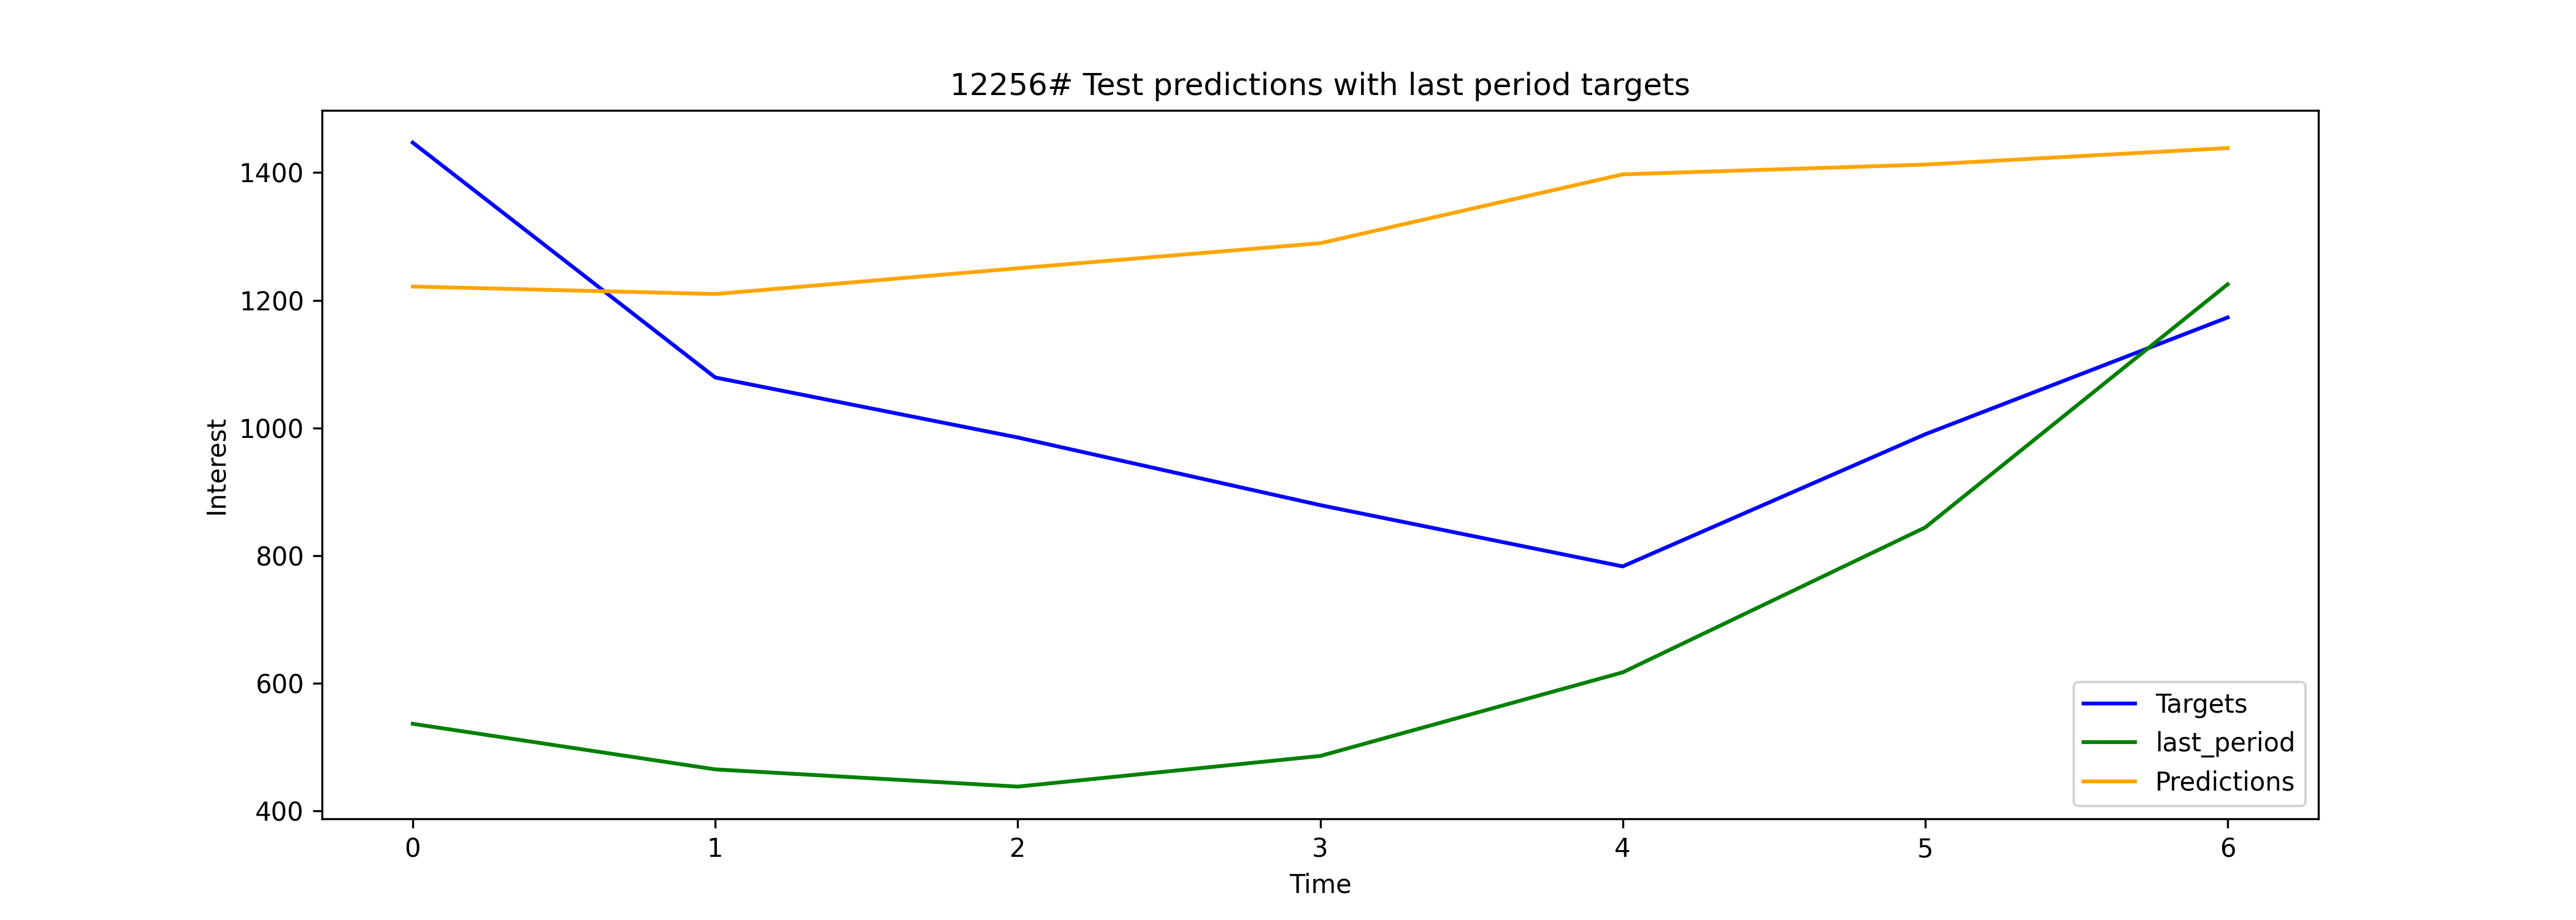 12256# Test predictions with last period targets
1400
1200
1000
800
600
400
Interest
0 1 2 3 4 5 6
Time
Targets
last_period
Predictions